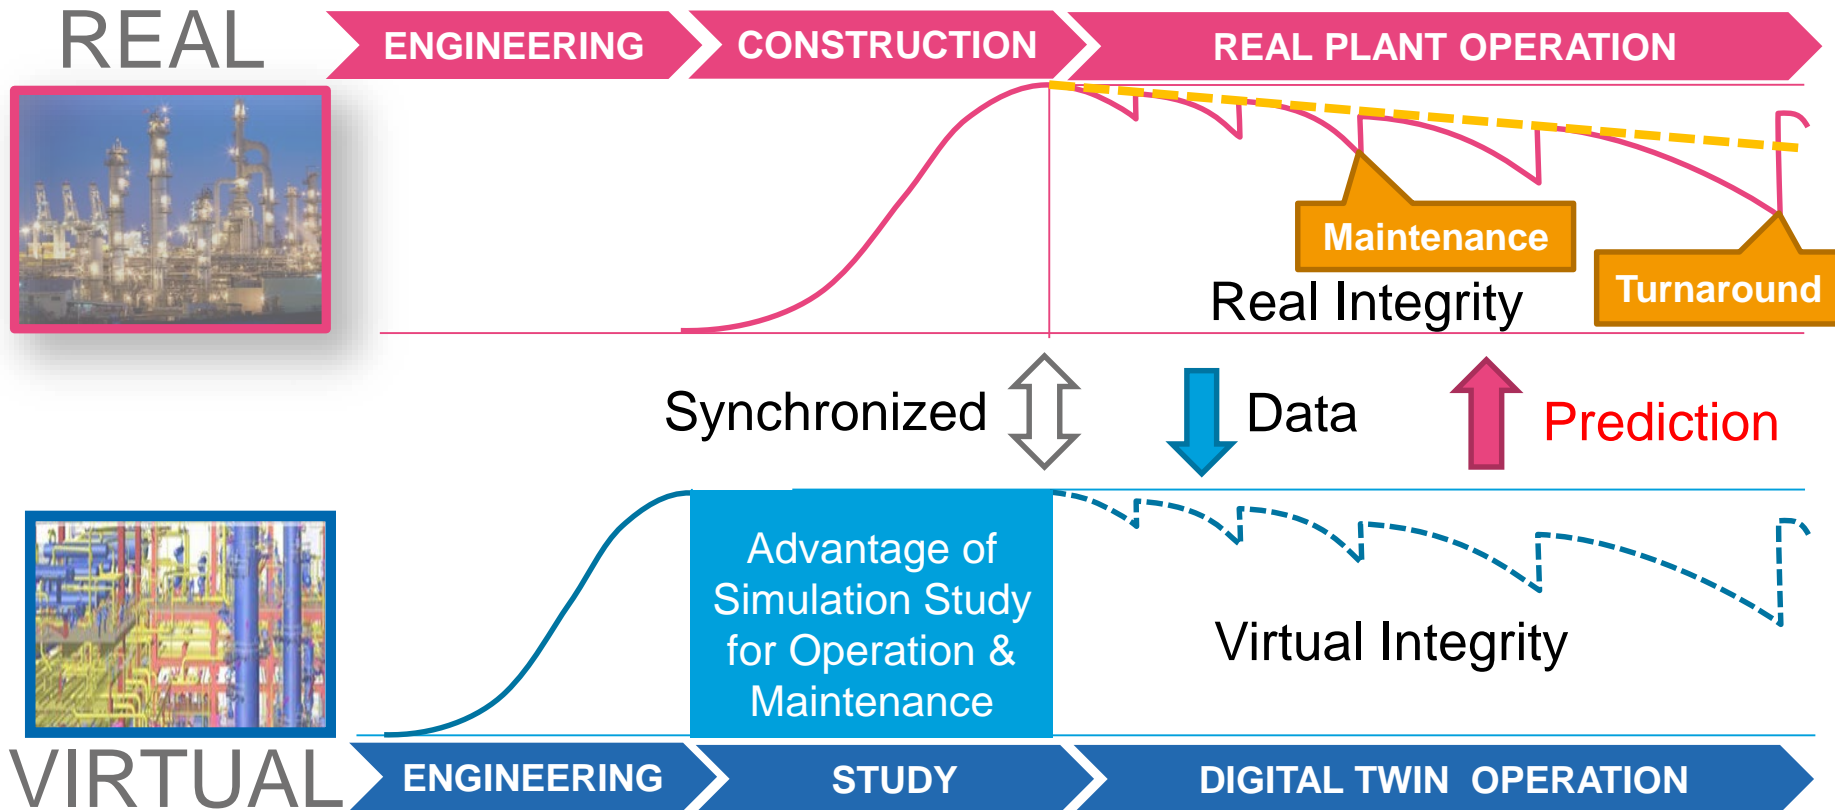 REAL
ENGINEERING
CONSTRUCTION
REAL PLANT OPERATION
Maintenance
Turnaround
Real Integrity
Synchronized
Data
Prediction
Advantage of
Simulation Study
for Operation &
Maintenance
Virtual Integrity
VIRTUAL
ENGINEERING
STUDY
DIGITAL TWIN  OPERATION